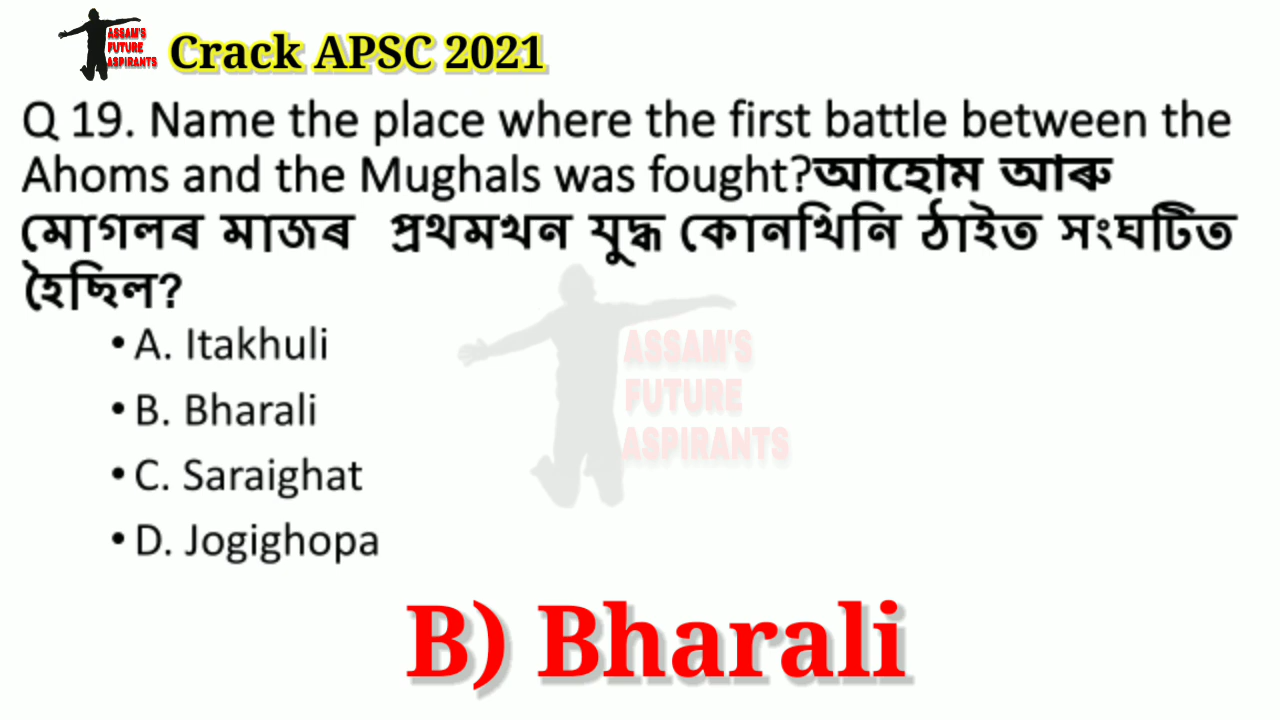 ASSAM'S
FUTURE
ASPIRANTS
Crack APSC 2021
Q 19. Name the place where the first battle between the
Ahoms and the Mughals was fought?আহোম আৰু
মোগলৰ মাজৰ প্ৰথমখন যুদ্ধ কোনখিনি ঠাইত সংঘটিত
হৈছিল?
• A. Itakhuli
• B. Bharali
• C. Saraighat
• D. Jogighopa
ASSAM'S
FUTURE
ASPIRANTS
B) Bharali